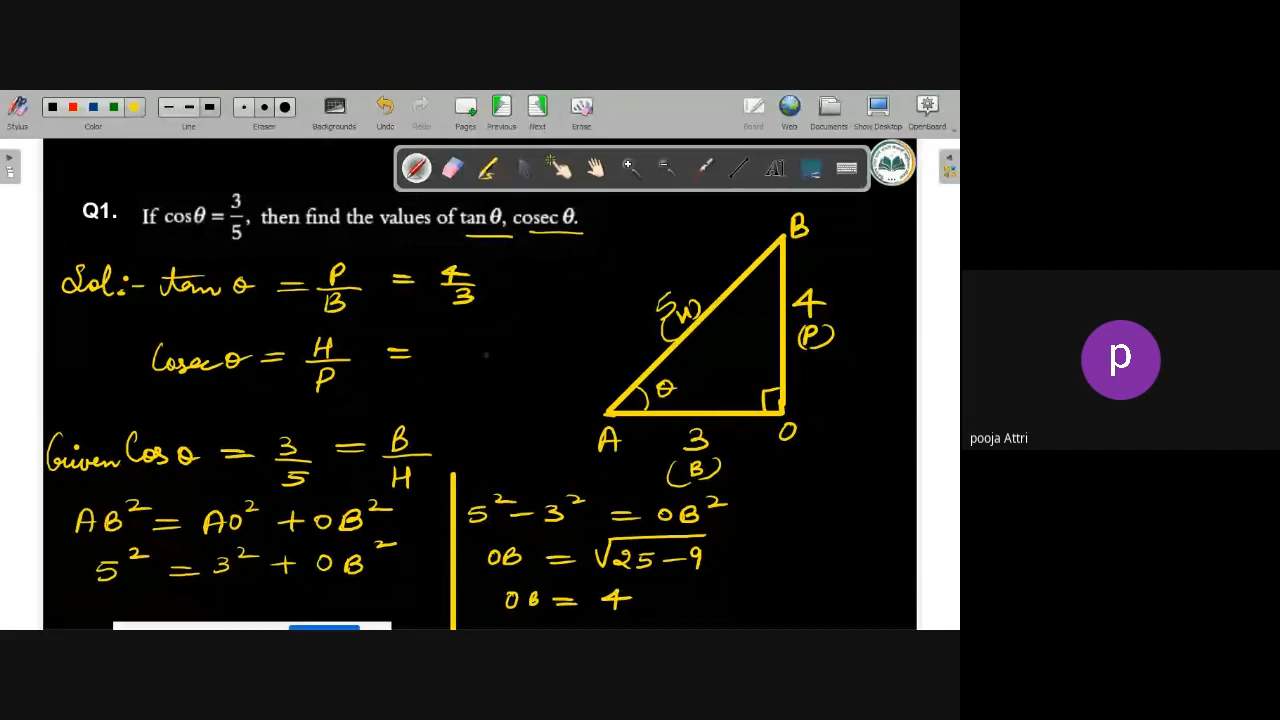 Stylus Color Line Eraser Backgrounds Undo Redo Pages Previous Next Erase Board Web Documents Show Desktop OpenBoard
Q1. If cosθ = 3/5, then find the values of tan θ, cosec θ.
Sol:- tan θ = P/B = 4/3
Cosec θ = H/P =
Given Cos θ = 3/5 = B/H
AB² = AO² + OB²
5² = 3² + OB²
5² - 3² = OB²
OB = √25-9
OB = 4
B
5
(H)
4
(P)
θ
A
3
(B)
O
p
pooja Attri